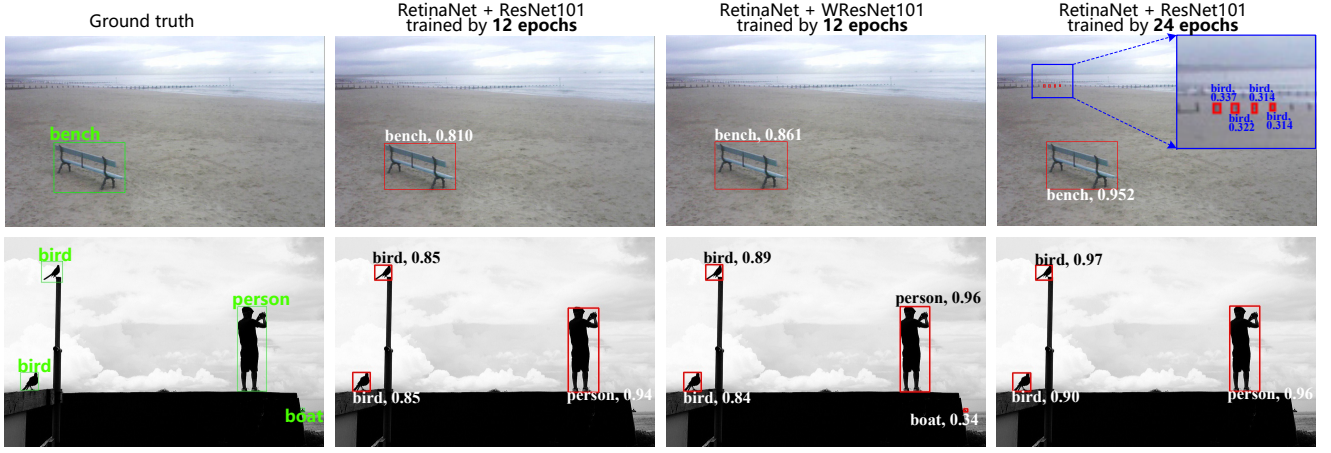 Ground truth
RetinaNet + ResNet101
trained by 12 epochs
RetinaNet + WResNet101
trained by 12 epochs
RetinaNet + ResNet101
trained by 24 epochs
bench
bench, 0.810
bench, 0.861
bench, 0.952
bird,
0.337
bird,
0.314
bird,
0.322
bird,
0.314
bird
person
bird
boat
bird, 0.85
bird, 0.85
person, 0.94
bird, 0.89
person, 0.96
bird, 0.84
boat, 0.34
bird, 0.97
bird, 0.90
person, 0.96